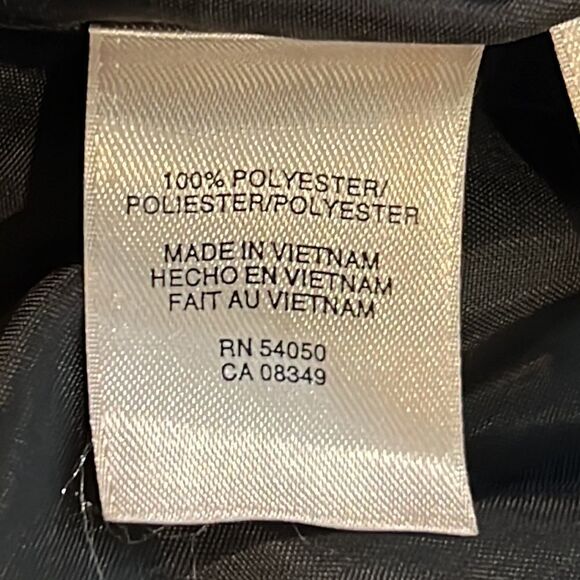 100% POLYESTER/
POLIESTER/POLYESTER
MADE IN VIETNAM
HECHO EN VIETNAM
FAIT AU VIETNAM
RN 54050
CA 08349